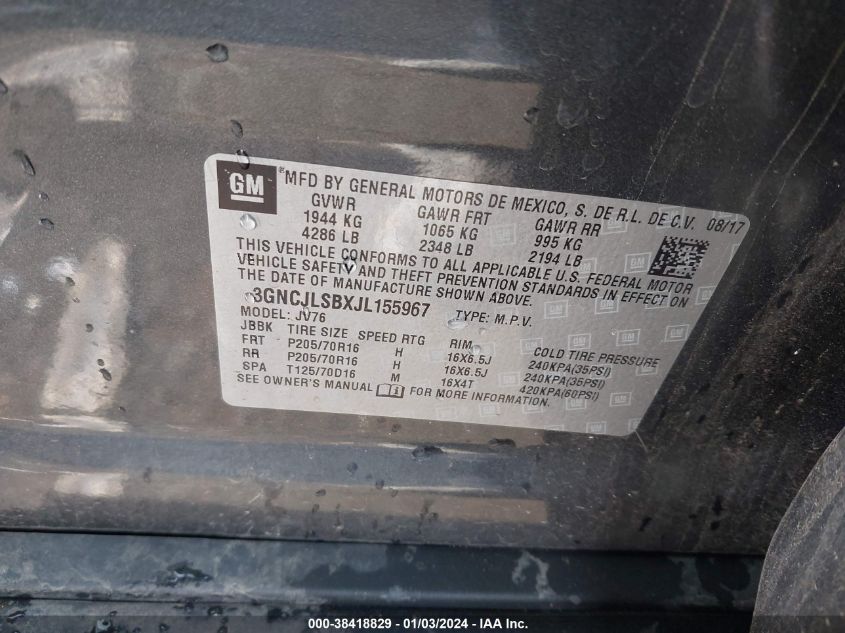 GM
MFD BY GENERAL MOTORS DE MEXICO, S. DE R.L. DE C.V. 08/17
GVWR GAWR FRT GAWR RR
1944 KG 1065 KG 995 KG
4286 LB 2348 LB 2194 LB
THIS VEHICLE CONFORMS TO ALL APPLICABLE U.S. FEDERAL MOTOR
VEHICLE SAFETY AND THEFT PREVENTION STANDARDS IN EFFECT ON
THE DATE OF MANUFACTURE SHOWN ABOVE.
3GNCJLSBXJL155967 TYPE: M.P.V.
MODEL: JV76
JBBK TIRE SIZE SPEED RTG RIM COLD TIRE PRESSURE
FRT P205/70R16 H 16X6.5J 240KPA(35PSI)
RR P205/70R16 H 16X6.5J 240KPA(35PSI)
SPA T125/70D16 M 16X4T 420KPA(60PSI)
SEE OWNER'S MANUAL FOR MORE INFORMATION.
000-38418829 - 01/03/2024 - IAA Inc.